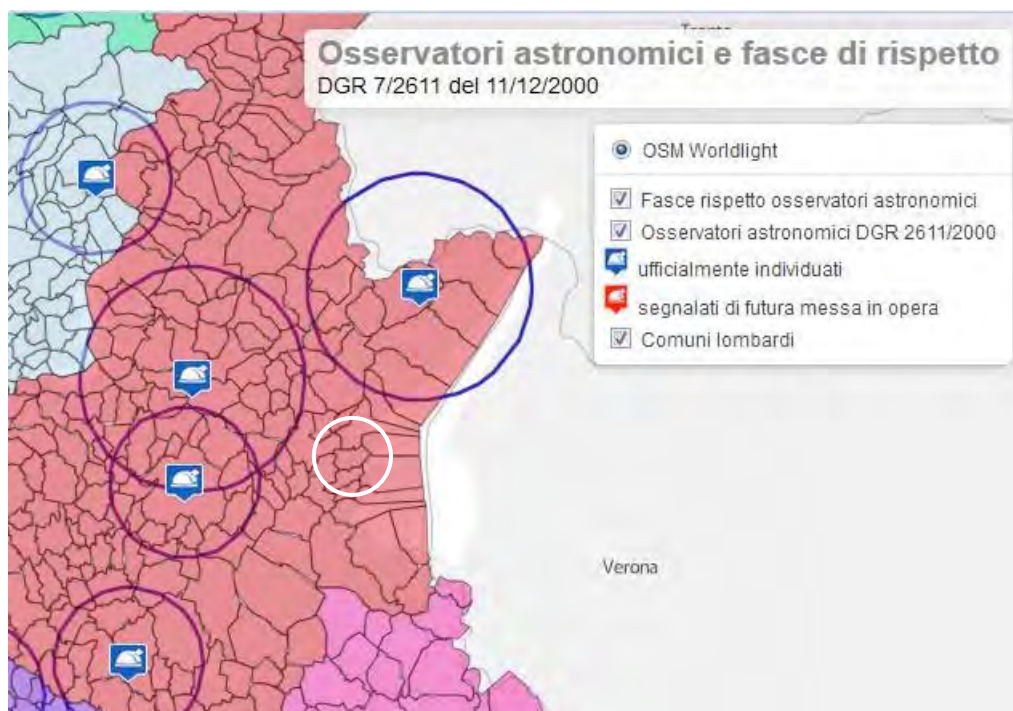 Osservatori astronomici e fasce di rispetto
DGR 7/2611 del 11/12/2000
OSM Worldlight
Fasce rispetto osservatori astronomici
Osservatori astronomici DGR 2611/2000
ufficialmente individuati
segnalati di futura messa in opera
Comuni lombardi
Verona